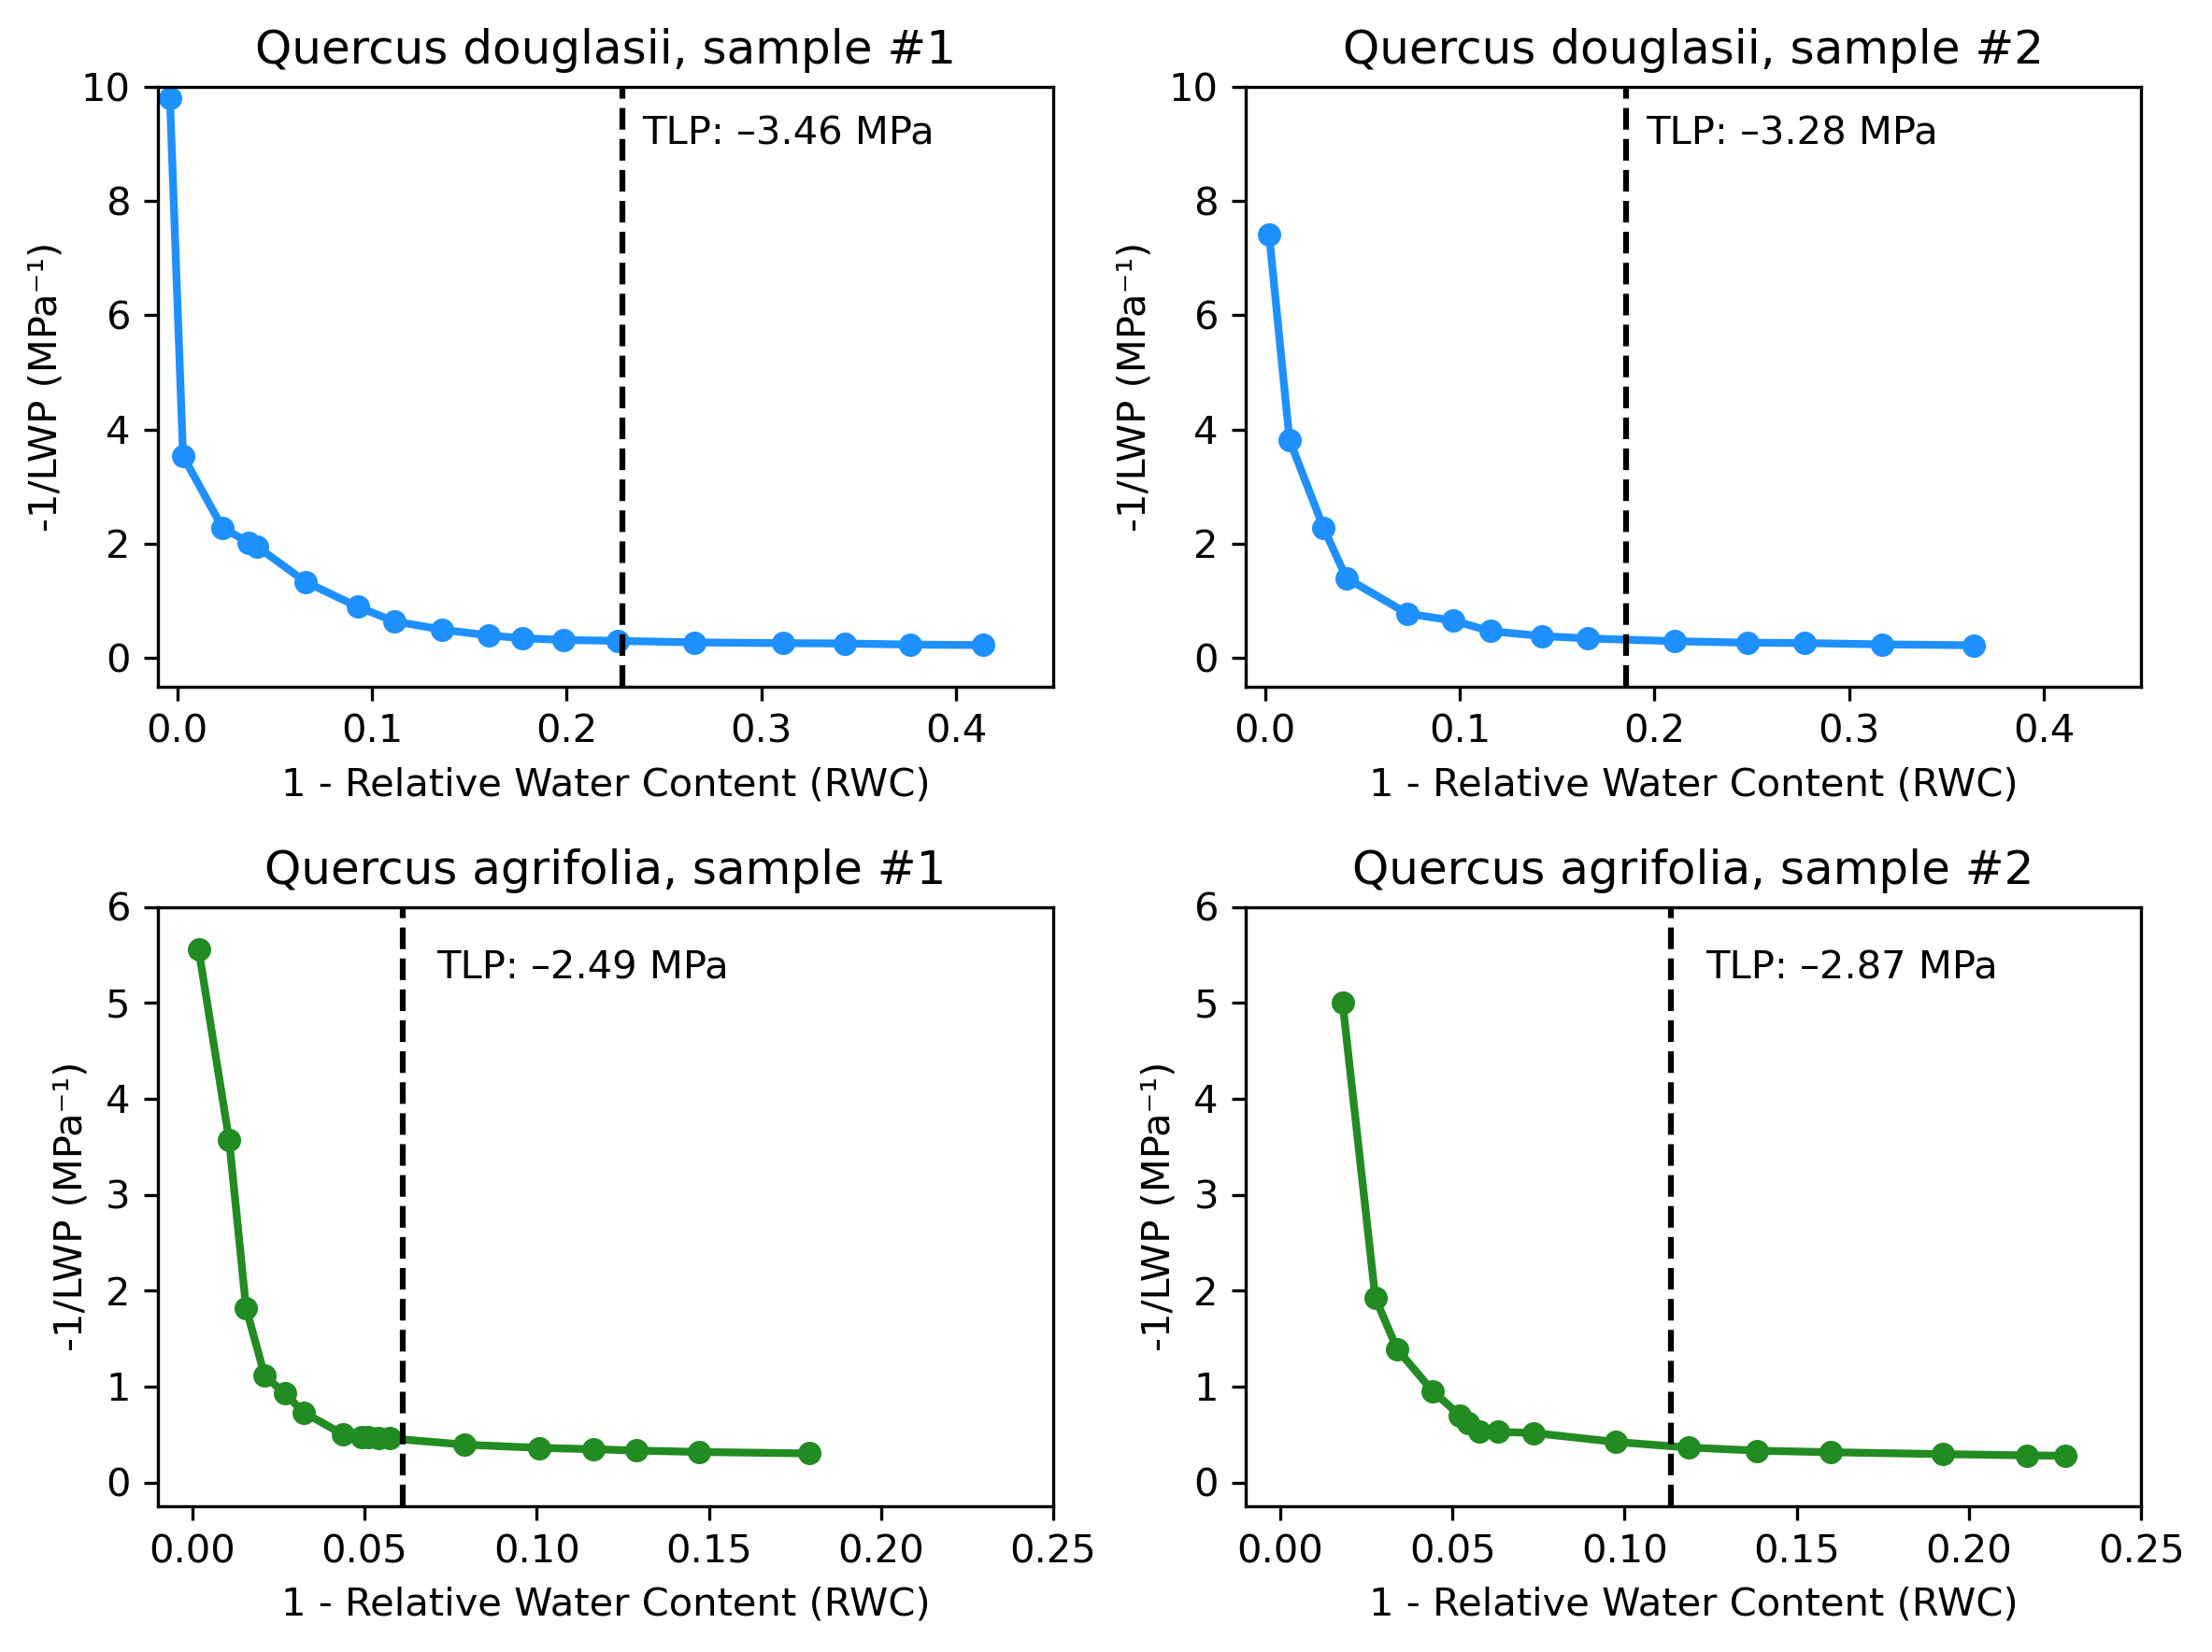 Quercus douglasii, sample #1
TLP: –3.46 MPa
-1/LWP (MPa⁻¹)
10
8
6
4
2
0
0.0 0.1 0.2 0.3 0.4
1 - Relative Water Content (RWC)
Quercus douglasii, sample #2
TLP: –3.28 MPa
-1/LWP (MPa⁻¹)
10
8
6
4
2
0
0.0 0.1 0.2 0.3 0.4
1 - Relative Water Content (RWC)
Quercus agrifolia, sample #1
TLP: –2.49 MPa
-1/LWP (MPa⁻¹)
6
5
4
3
2
1
0
0.00 0.05 0.10 0.15 0.20 0.25
1 - Relative Water Content (RWC)
Quercus agrifolia, sample #2
TLP: –2.87 MPa
-1/LWP (MPa⁻¹)
6
5
4
3
2
1
0
0.00 0.05 0.10 0.15 0.20 0.25
1 - Relative Water Content (RWC)